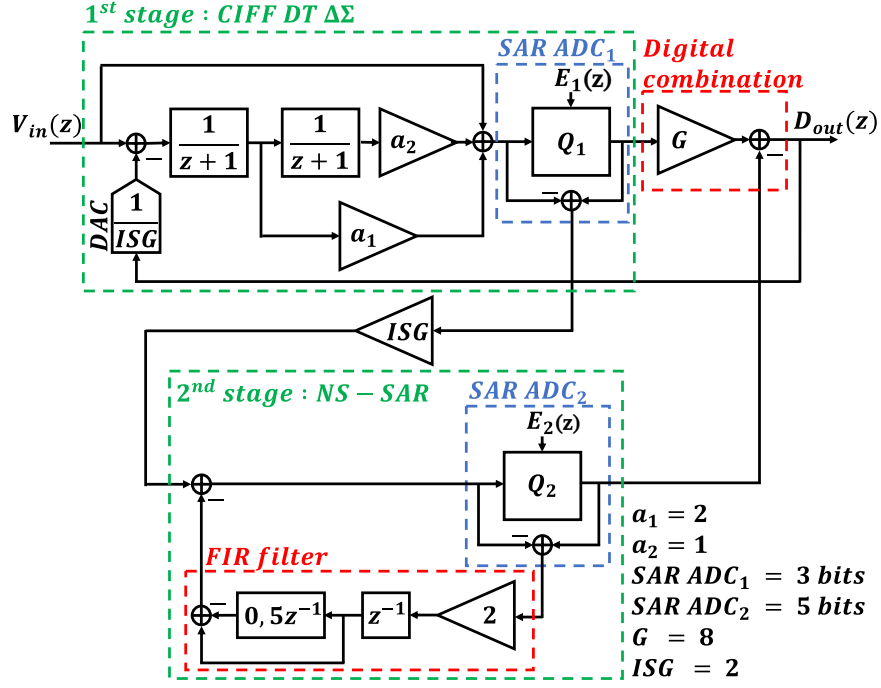 1st stage : CIFF DT ΔΣ
SAR ADC1
E1(z)
Digital
combination
Vin(z)
1
z + 1
1
z + 1
a2
Q1
G
Dout(z)
−
−
−
DAC
1
ISG
a1
ISG
2nd stage : NS − SAR
SAR ADC2
E2(z)
Q2
−
−
FIR filter
−
0, 5z−1
z−1
2
a1 = 2
a2 = 1
SAR ADC1 = 3 bits
SAR ADC2 = 5 bits
G = 8
ISG = 2